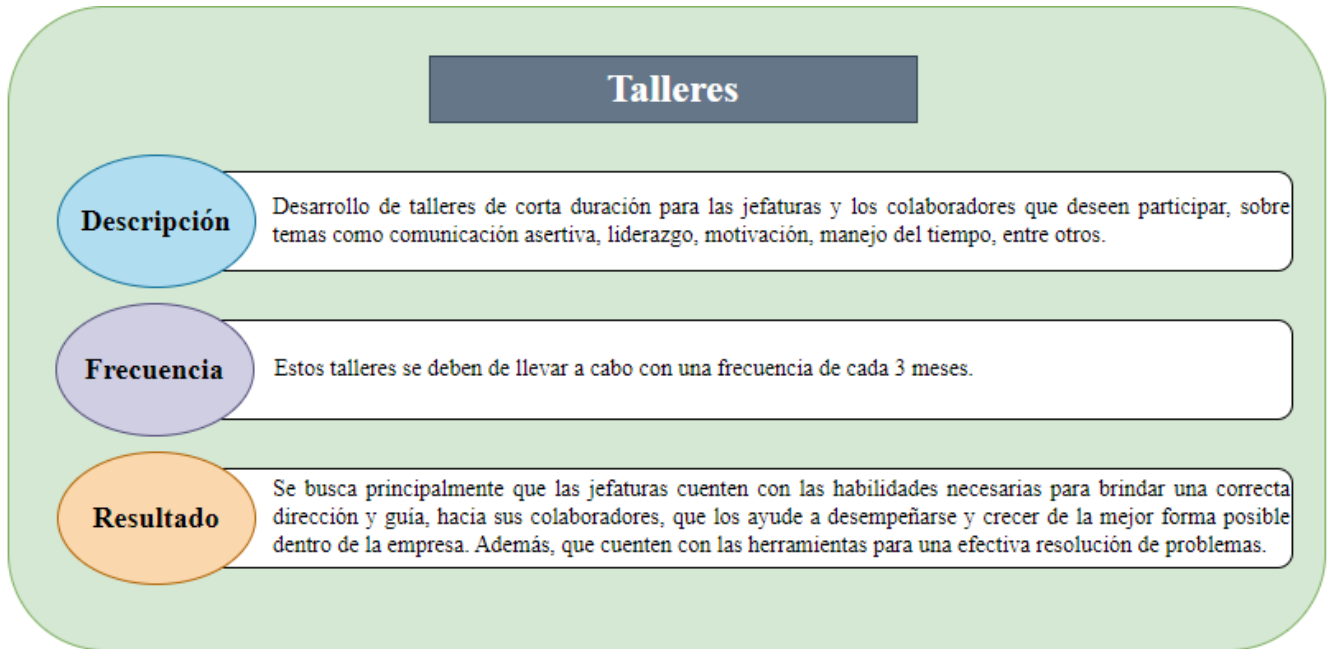 Talleres
Descripción
Desarrollo de talleres de corta duración para las jefaturas y los colaboradores que deseen participar, sobre
temas como comunicación asertiva, liderazgo, motivación, manejo del tiempo, entre otros.
Frecuencia
Estos talleres se deben de llevar a cabo con una frecuencia de cada 3 meses.
Resultado
Se busca principalmente que las jefaturas cuenten con las habilidades necesarias para brindar una correcta
dirección y guía, hacia sus colaboradores, que los ayude a desempeñarse y crecer de la mejor forma posible
dentro de la empresa. Además, que cuenten con las herramientas para una efectiva resolución de problemas.